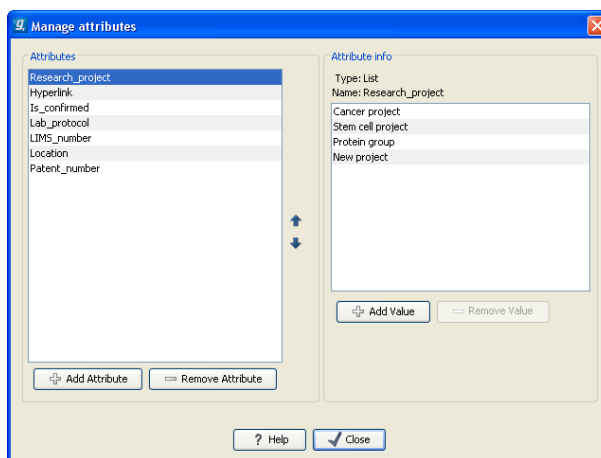 Manage attributes
Attributes
Research_project
Hyperlink
Is_confirmed
Lab_protocol
LIMS_number
Location
Patent_number
Add Attribute
Remove Attribute
Attribute info
Type: List
Name: Research_project
Cancer project
Stem cell project
Protein group
New project
Add Value
Remove Value
? Help
Close